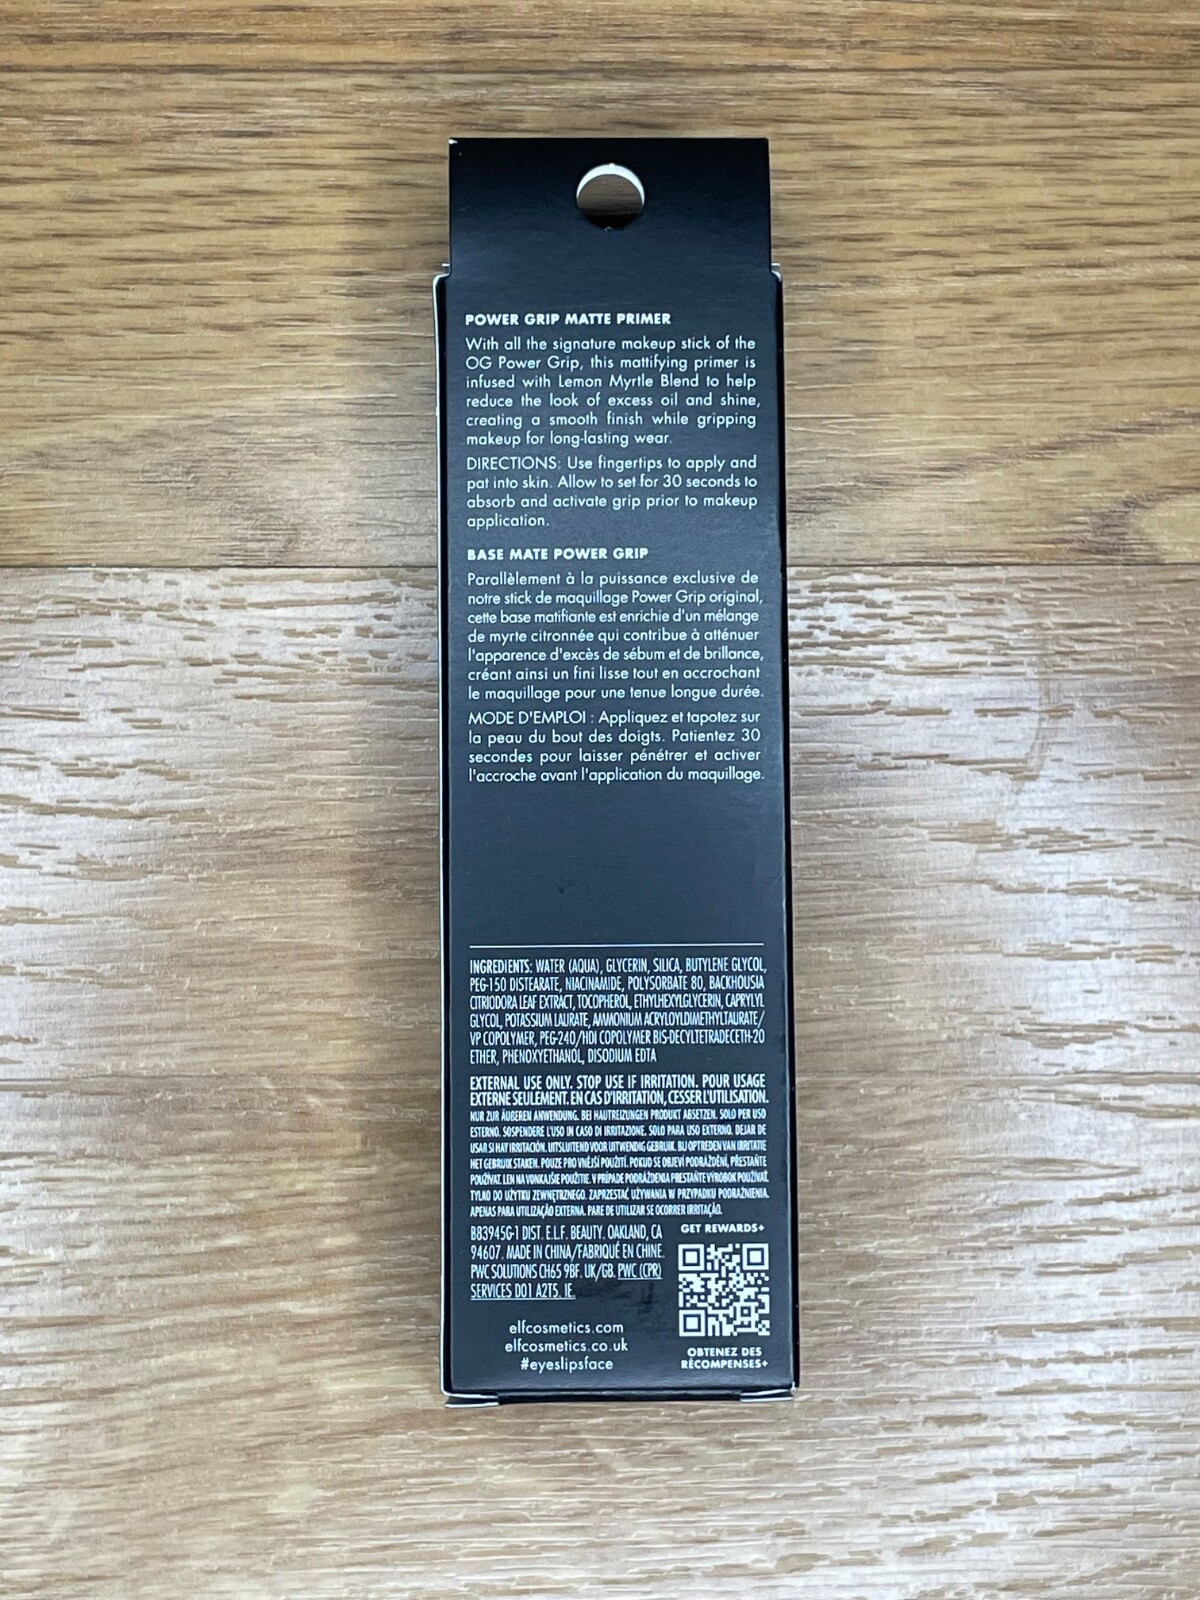 POWER GRIP MATTE PRIMER
With all the signature makeup stick of the
OG Power Grip, this mattifying primer is
infused with Lemon Myrtle Blend to help
reduce the look of excess oil and shine,
creating a smooth finish while gripping
makeup for long-lasting wear.
DIRECTIONS: Use fingertips to apply and
pat into skin. Allow to set for 30 seconds to
absorb and activate grip prior to makeup
application.
BASE MATE POWER GRIP
Parallèlement à la puissance exclusive de
notre stick de maquillage Power Grip original,
cette base matifiante est enrichie d'un mélange
de myrte citronnée qui contribue à atténuer
l'apparence d'excès de sébum et de brillance,
créant ainsi un fini lisse tout en accrochant
le maquillage pour une tenue longue durée.
MODE D'EMPLOI : Appliquez et tapotez sur
la peau du bout des doigts. Patientez 30
secondes pour laisser pénétrer et activer
l'accroche avant l'application du maquillage.
INGREDIENTS: WATER (AQUA), GLYCERIN, SILICA, BUTYLENE GLYCOL,
PEG-150 DISTEARATE, NIACINAMIDE, POLYSORBATE 80, BACKHOUSIA
CITRIODORA LEAF EXTRACT, TOCOPHEROL, ETHYLHEXYLGLYCERIN, CAPRYLYL
GLYCOL, POTASSIUM LAURATE, AMMONIUM ACRYLOYLDIMETHYLTAURATE/
VP COPOLYMER, PEG-240/HDI COPOLYMER BIS-DECYLTETRADECETH-20
ETHER, PHENOXYETHANOL, DISODIUM EDTA
EXTERNAL USE ONLY. STOP USE IF IRRITATION. POUR USAGE
EXTERNE SEULEMENT. EN CAS D'IRRITATION, CESSER L'UTILISATION.
NUR ZUR ÄUßEREN ANWENDUNG. BEI HAUTREIZUNGEN PRODUKT ABSETZEN. SOLO PER USO
ESTERNO. SOSPENDERE L'USO IN CASO DI IRRITAZIONE. SOLO PARA USO EXTERNO. DEJAR DE
USAR SI HAY IRRITACIÓN. UITSLUITEND VOOR UITWENDIG GEBRUIK. BIJ OPTREDEN VAN IRRITATIE
HET GEBRUIK STAKEN. POUZE PRO VNĚJŠÍ POUŽITÍ. POKUD SE OBJEVÍ PODRÁŽDĚNÍ, PŘESTAŇTE
POUŽÍVAT. LEN NA VONKAJŠIE POUŽITIE. V PRÍPADE PODRÁŽDENIA PRESTAŇTE VÝROBOK POUŽÍVAŤ.
TYLKO DO UŻYTKU ZEWNĘTRZNEGO. ZAPRZESTAĆ UŻYWANIA W PRZYPADKU PODRAŻNIENIA.
APENAS PARA UTILIZAÇÃO EXTERNA. PARE DE UTILIZAR SE OCORRER IRRITAÇÃO.
B83945G-1 DIST. E.L.F. BEAUTY. OAKLAND, CA
94607. MADE IN CHINA/FABRIQUÉ EN CHINE.
PWC SOLUTIONS CH65 9BF. UK/GB. PWC (CPR)
SERVICES D01 A2T5. IE.
GET REWARDS+
OBTENEZ DES
RÉCOMPENSES+
elfcosmetics.com
elfcosmetics.co.uk
#eyeslipsface